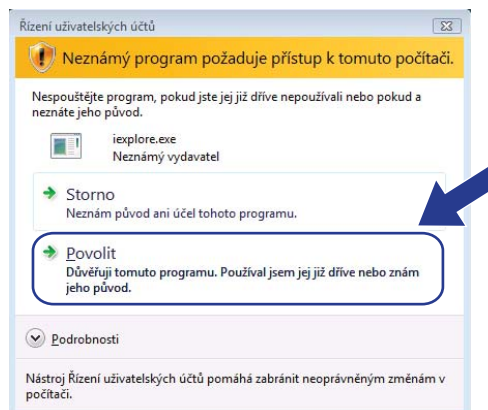 Řízení uživatelských účtů
Neznámý program požaduje přístup k tomuto počítači.
Nespouštějte program, pokud jste jej již dříve nepoužívali nebo pokud a
neznáte jeho původ.
iexplore.exe
Neznámý vydavatel
Storno
Neznám původ ani účel tohoto programu.
Povolit
Důvěřuji tomuto programu. Používal jsem jej již dříve nebo znám
jeho původ.
Podrobnosti
Nástroj Řízení uživatelských účtů pomáhá zabránit neoprávněným změnám v
počítači.